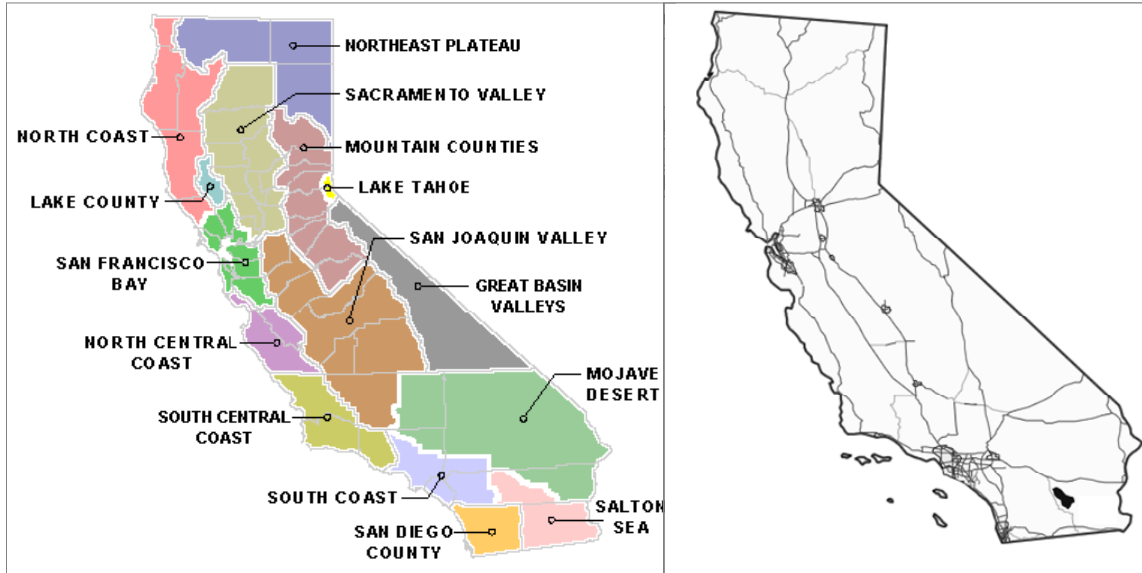 NORTHEAST PLATEAU
SACRAMENTO VALLEY
NORTH COAST
MOUNTAIN COUNTIES
LAKE TAHOE
LAKE COUNTY
SAN JOAQUIN VALLEY
SAN FRANCISCO
BAY
GREAT BASIN
VALLEYS
NORTH CENTRAL
COAST
MOJAVE
DESERT
SOUTH CENTRAL
COAST
SOUTH COAST
SALTON
SEA
SAN DIEGO
COUNTY